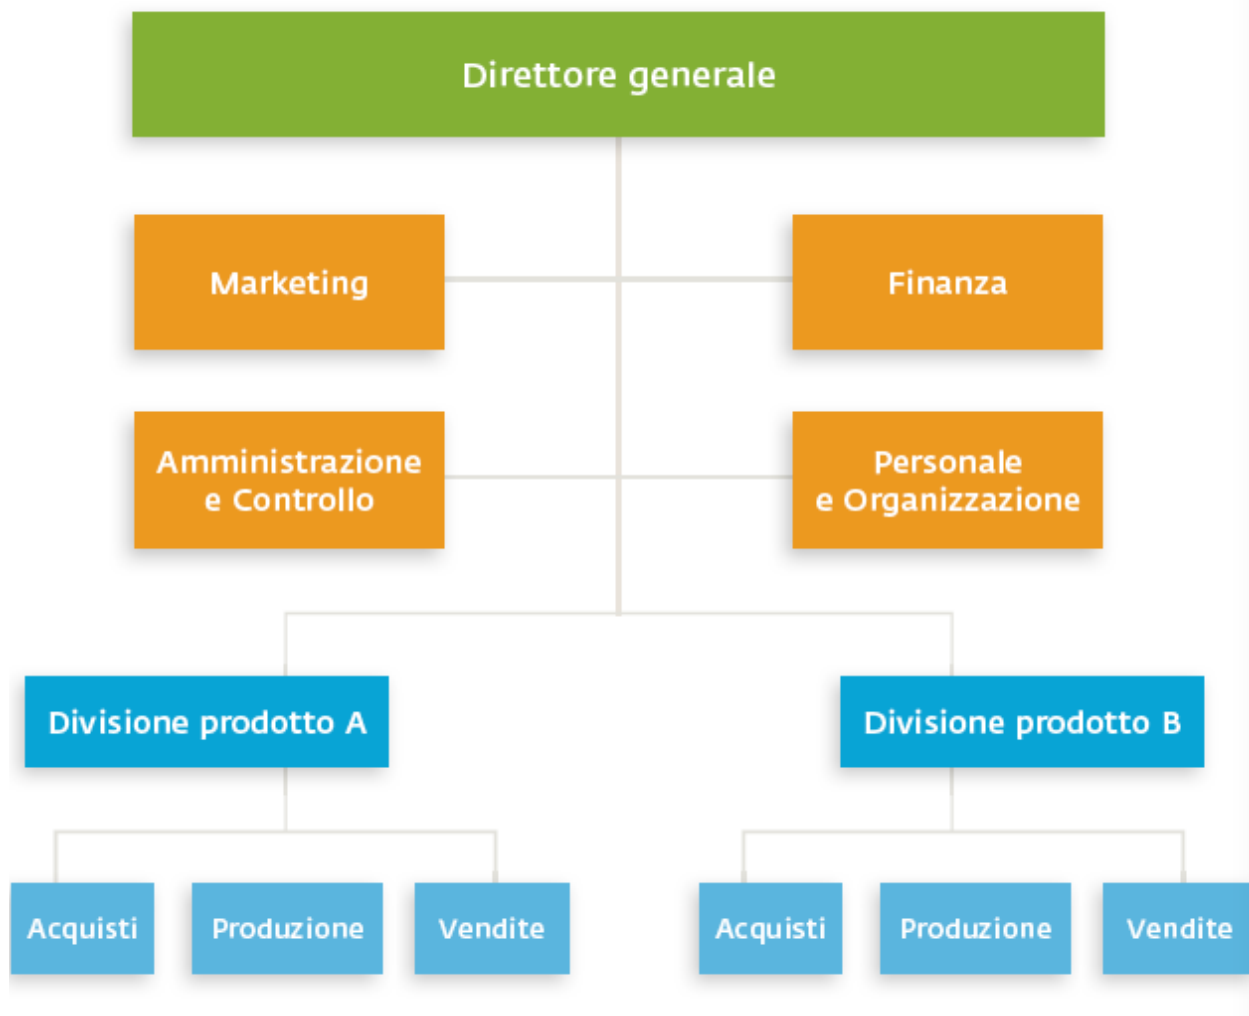 Direttore generale
Marketing
Finanza
Amministrazione
e Controllo
Personale
e Organizzazione
Divisione prodotto A
Divisione prodotto B
Acquisti
Produzione
Vendite
Acquisti
Produzione
Vendite